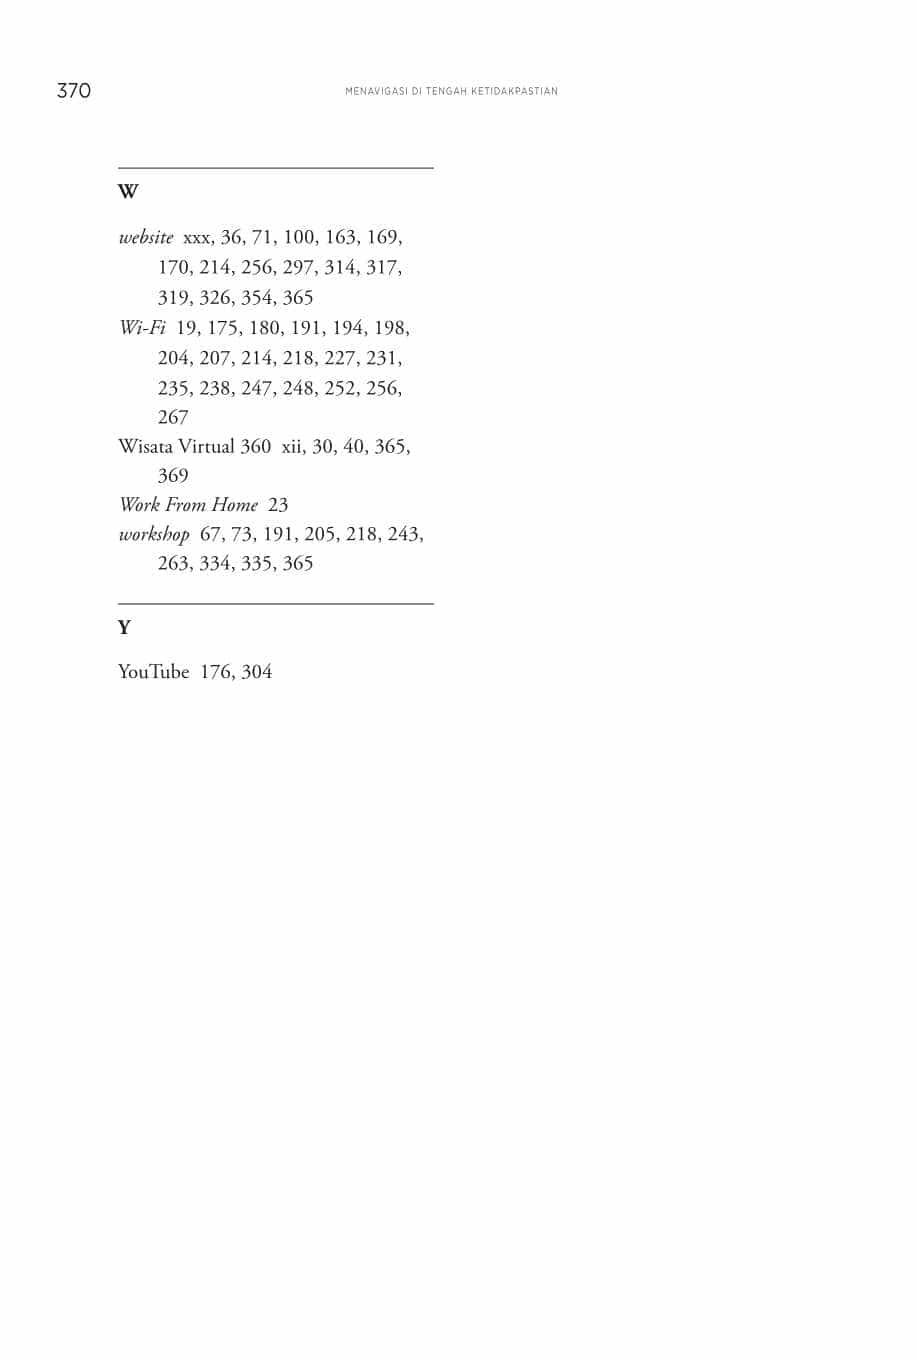 370
MENAVIGASI DI TENGAH KETIDAKPASTIAN
W
website xxx, 36, 71, 100, 163, 169,
170, 214, 256, 297, 314, 317,
319, 326, 354, 365
Wi-Fi 19, 175, 180, 191, 194, 198,
204, 207, 214, 218, 227, 231,
235, 238, 247, 248, 252, 256,
267
Wisata Virtual 360 xii, 30, 40, 365,
369
Work From Home 23
workshop 67, 73, 191, 205, 218, 243,
263, 334, 335, 365
Y
YouTube 176, 304